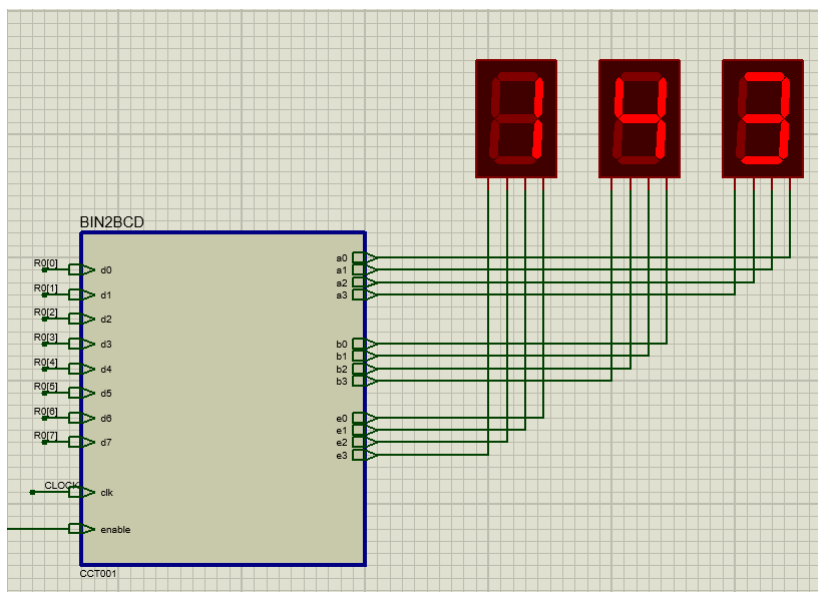 143
BIN2BCD
R0[0] d0 a0
R0[1] d1 a1
a2
a3
R0[2] d2
R0[3] d3 b0
b1
R0[4] d4 b2
b3
R0[5] d5
R0[6] d6 e0
e1
R0[7] d7 e2
e3
CLOCK clk
enable
CCT001